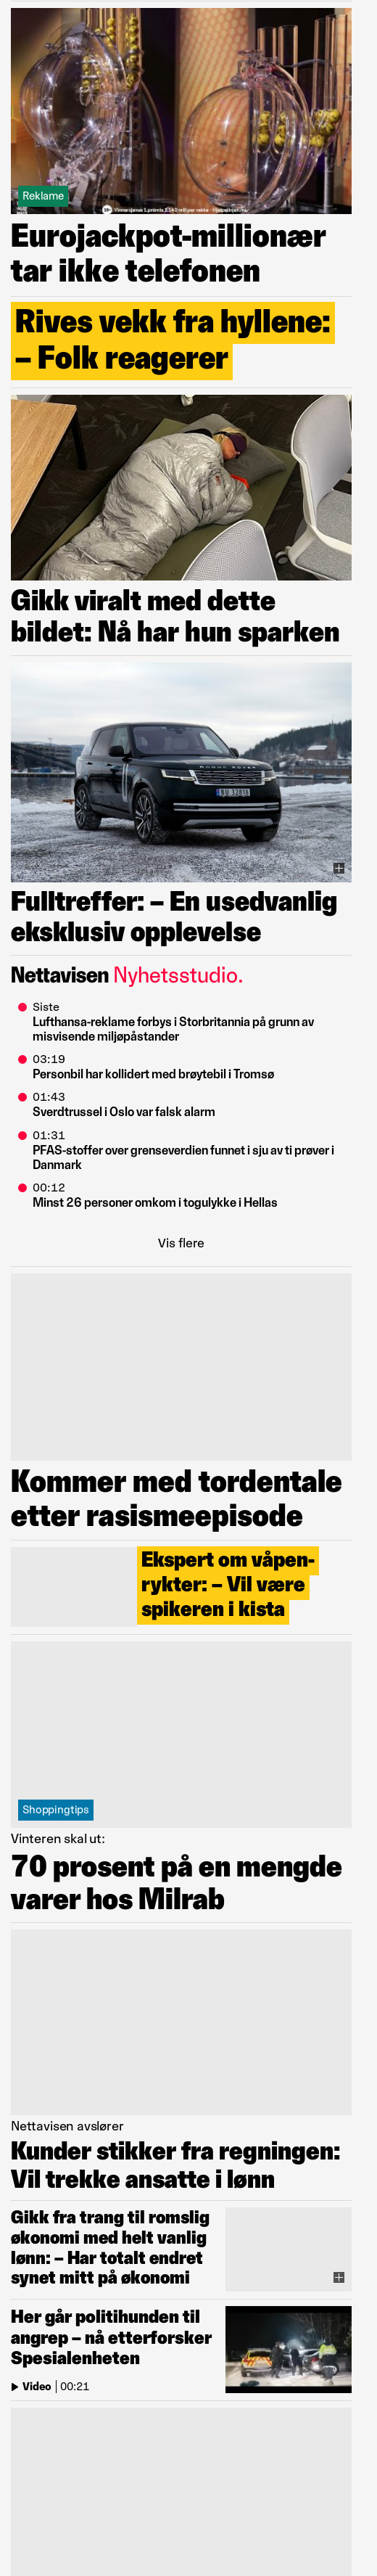 Reklame
Eurojackpot-millionær
tar ikke telefonen
Rives vekk fra hyllene:
– Folk reagerer
Gikk viralt med dette
bildet: Nå har hun sparken
Fulltreffer: – En usedvanlig
eksklusiv opplevelse
Nettavisen Nyhetsstudio.
Siste
Lufthansa-reklame forbys i Storbritannia på grunn av
misvisende miljøpåstander
03:19
Personbil har kollidert med brøytebil i Tromsø
01:43
Sverdtrussel i Oslo var falsk alarm
01:31
PFAS-stoffer over grenseverdien funnet i sju av ti prøver i
Danmark
00:12
Minst 26 personer omkom i togulykke i Hellas
Vis flere
Kommer med tordentale
etter rasismeepisode
Ekspert om våpen-
rykter: – Vil være
spikeren i kista
Shoppingtips
Vinteren skal ut:
70 prosent på en mengde
varer hos Milrab
Nettavisen avslører
Kunder stikker fra regningen:
Vil trekke ansatte i lønn
Gikk fra trang til romslig
økonomi med helt vanlig
lønn: – Har totalt endret
synet mitt på økonomi
Her går politihunden til
angrep – nå etterforsker
Spesialenheten
Video | 00:21